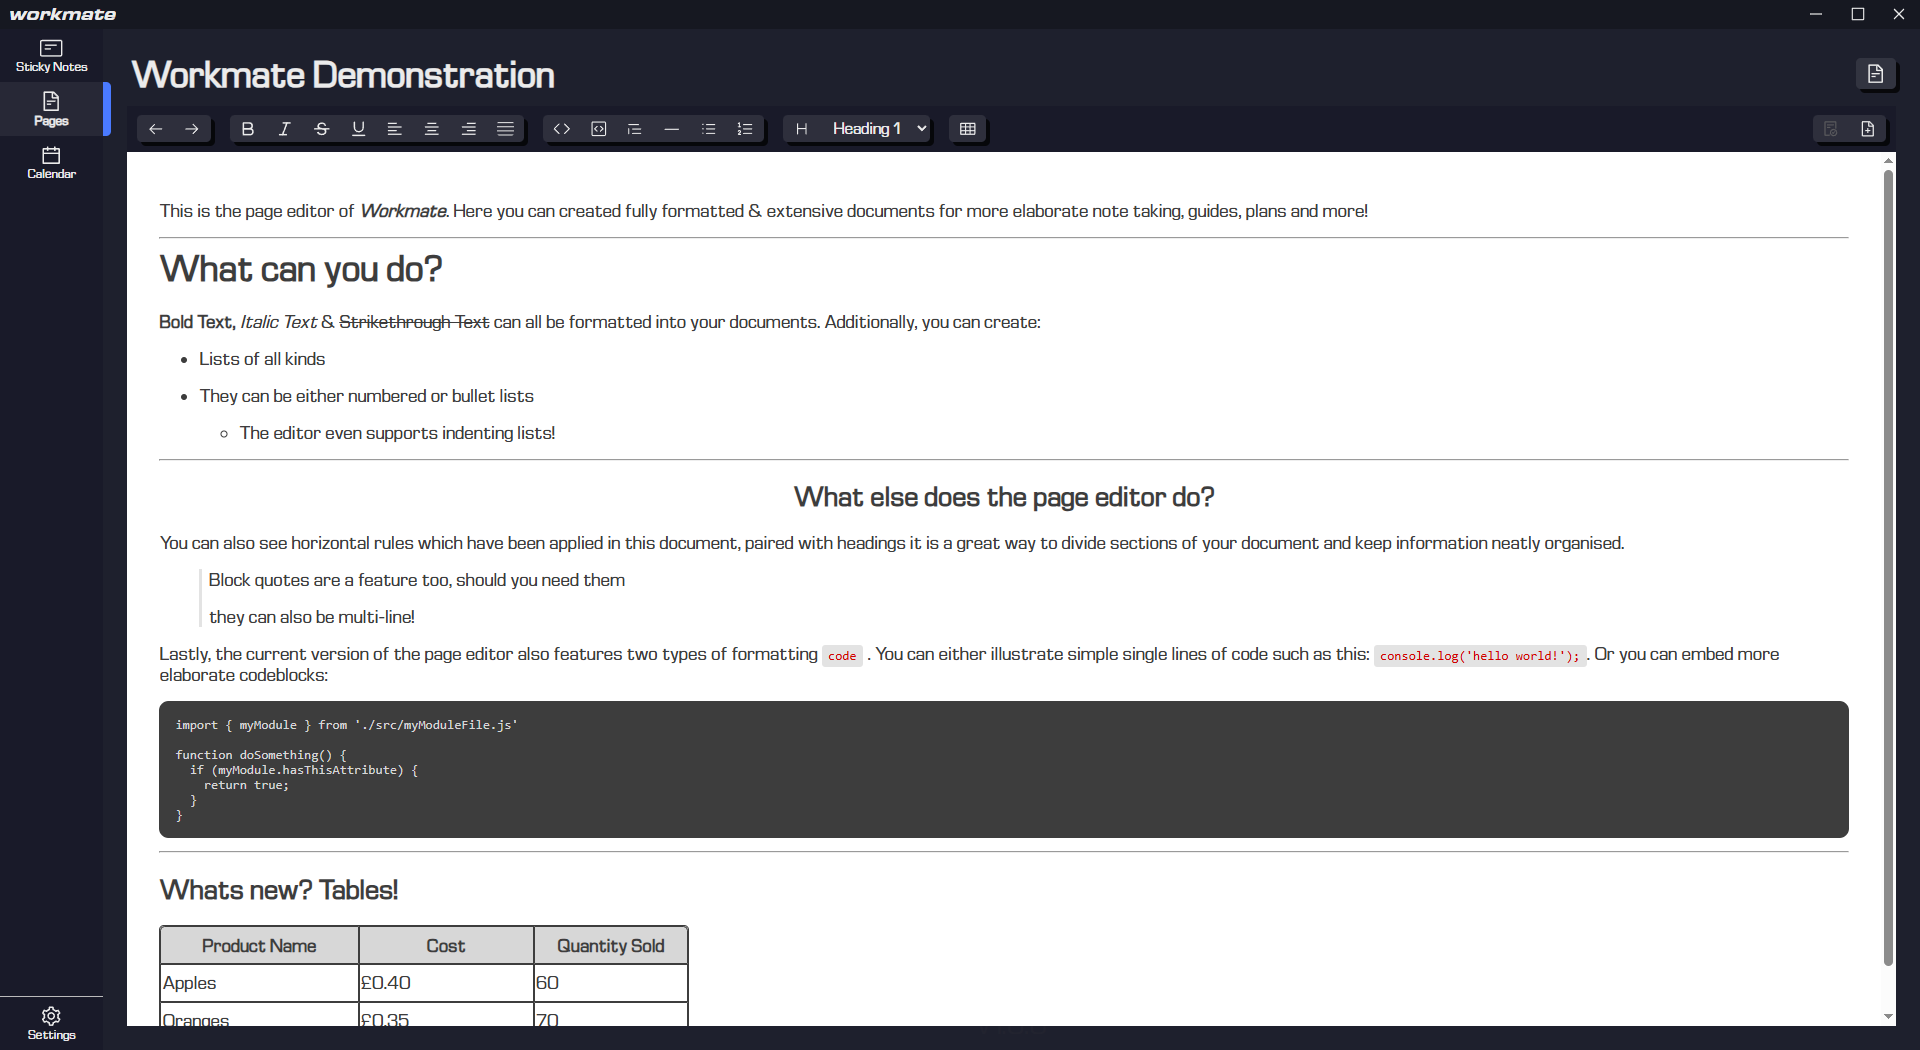 workmate
Sticky Notes
Pages
Calendar
Settings
Workmate Demonstration
B I S U H Heading 1
This is the page editor of Workmate. Here you can created fully formatted & extensive documents for more elaborate note taking, guides, plans and more!
What can you do?
Bold Text, Italic Text & Strikethrough Text can all be formatted into your documents. Additionally, you can create:
Lists of all kinds
They can be either numbered or bullet lists
The editor even supports indenting lists!
What else does the page editor do?
You can also see horizontal rules which have been applied in this document, paired with headings it is a great way to divide sections of your document and keep information neatly organised.
Block quotes are a feature too, should you need them
they can also be multi-line!
Lastly, the current version of the page editor also features two types of formatting code . You can either illustrate simple single lines of code such as this: console.log('hello world!'); . Or you can embed more
elaborate codeblocks:
import { myModule } from './src/myModuleFile.js'
function doSomething() {
  if (myModule.hasThisAttribute) {
    return true;
  }
}
Whats new? Tables!
Product Name Cost Quantity Sold
Apples £0.40 60
Oranges £0.35 70